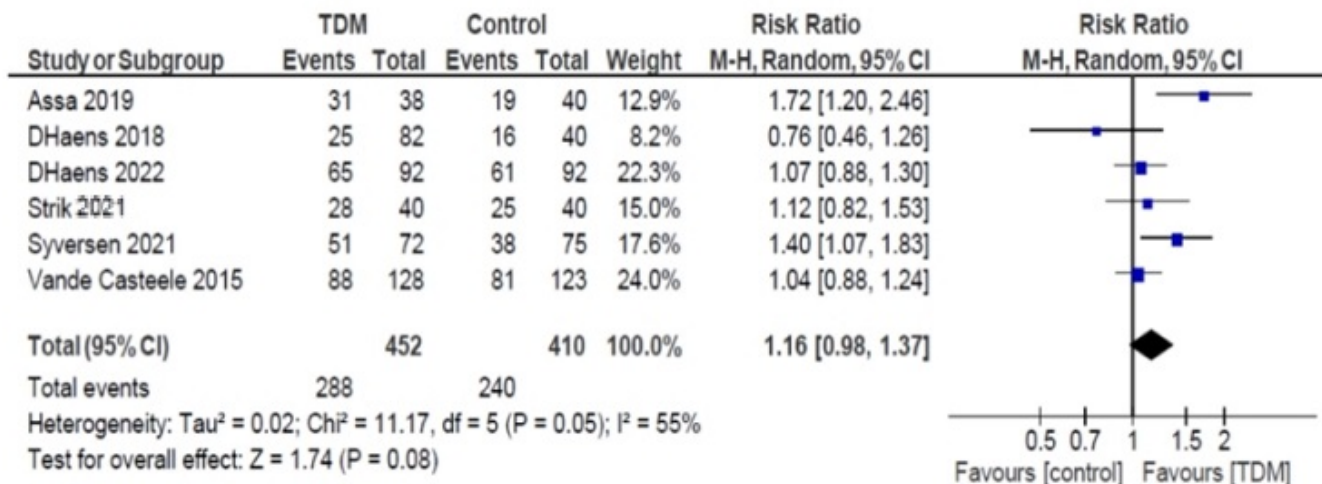 TDM Control Risk Ratio Risk Ratio
Study or Subgroup Events Total Events Total Weight M-H, Random, 95% CI M-H, Random, 95% CI
Assa 2019 31 38 19 40 12.9% 1.72 [1.20, 2.46]
DHaens 2018 25 82 16 40 8.2% 0.76 [0.46, 1.26]
DHaens 2022 65 92 61 92 22.3% 1.07 [0.88, 1.30]
Strik 2021 28 40 25 40 15.0% 1.12 [0.82, 1.53]
Syversen 2021 51 72 38 75 17.6% 1.40 [1.07, 1.83]
Vande Casteele 2015 88 128 81 123 24.0% 1.04 [0.88, 1.24]
Total (95% CI) 452 410 100.0% 1.16 [0.98, 1.37]
Total events 288 240
Heterogeneity: Tau² = 0.02; Chi² = 11.17, df = 5 (P = 0.05); I² = 55%
Test for overall effect: Z = 1.74 (P = 0.08)
0.5 0.7 1 1.5 2
Favours [control] Favours [TDM]